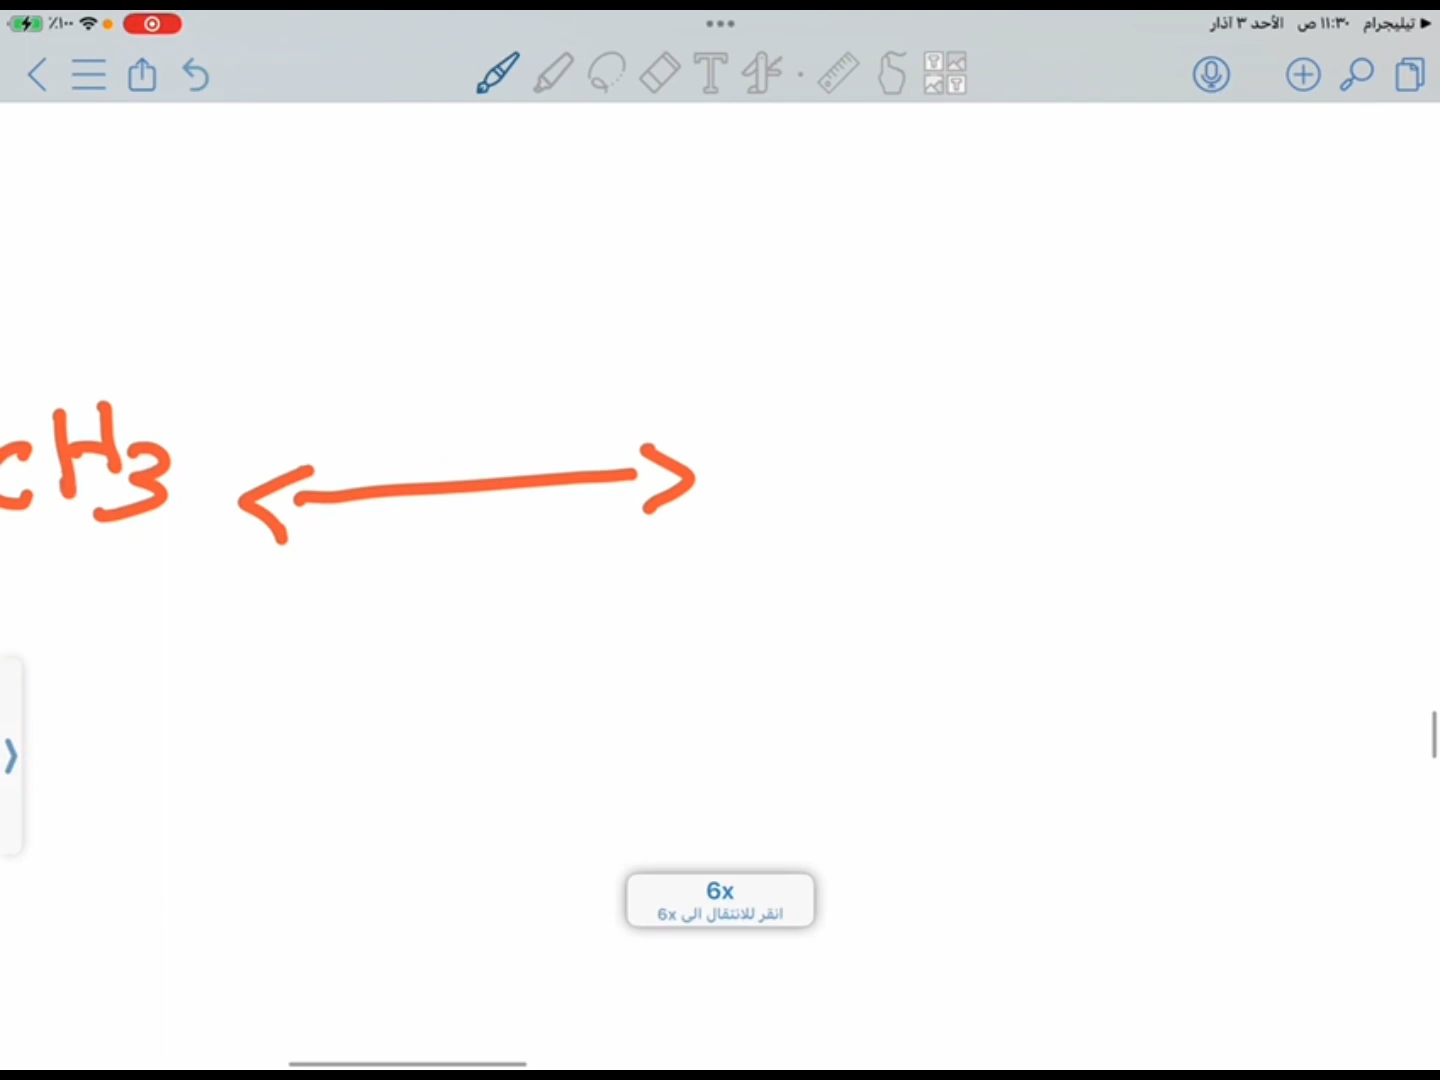 ٪١٠٠
◀ تيليجرام ١١:٣٠ ص الأحد ٣ آذار
CH3
6x
انقر للانتقال الى 6x